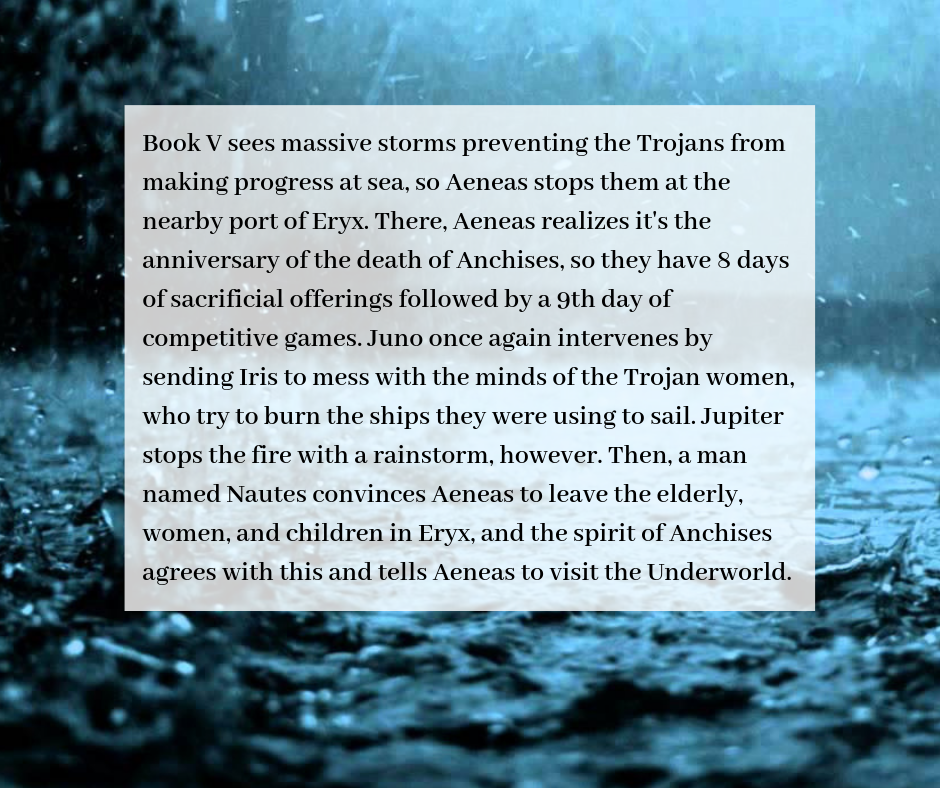 Book V sees massive storms preventing the Trojans from
making progress at sea, so Aeneas stops them at the
nearby port of Eryx. There, Aeneas realizes it's the
anniversary of the death of Anchises, so they have 8 days
of sacrificial offerings followed by a 9th day of
competitive games. Juno once again intervenes by
sending Iris to mess with the minds of the Trojan women,
who try to burn the ships they were using to sail. Jupiter
stops the fire with a rainstorm, however. Then, a man
named Nautes convinces Aeneas to leave the elderly,
women, and children in Eryx, and the spirit of Anchises
agrees with this and tells Aeneas to visit the Underworld.